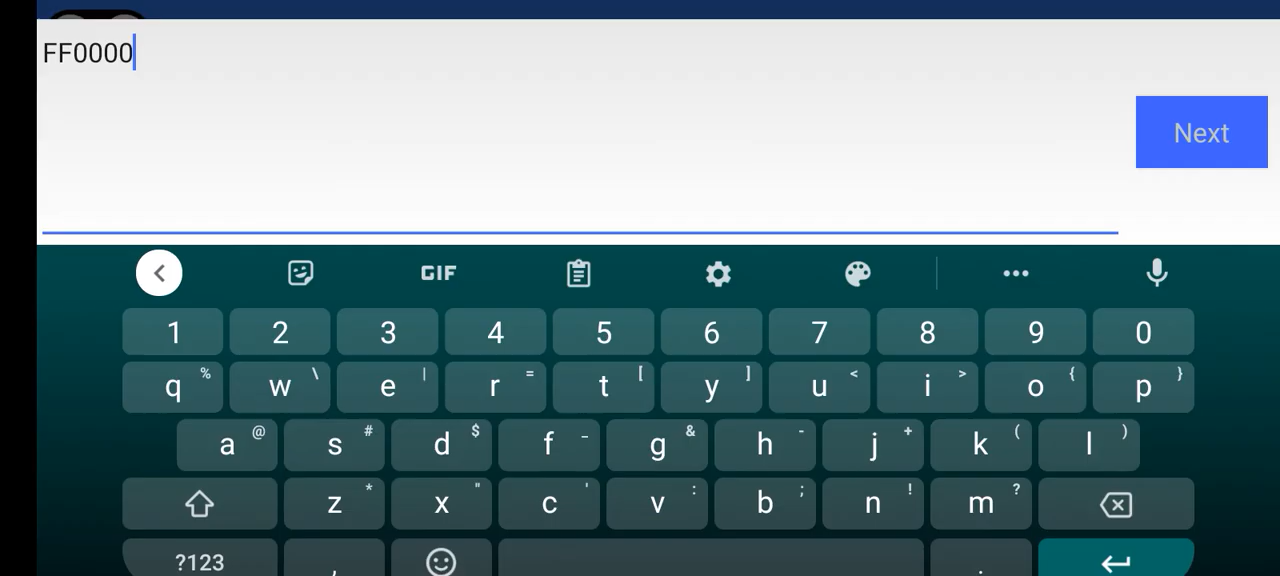 FF0000
Next
GIF
1 2 3 4 5 6 7 8 9 0
q % w \ e | r = t [ y ] u < i > o { p }
a @ s # d $ f _ g & h - j + k ( l )
z * x " c ' v : b ; n ! m ?
?123 , .